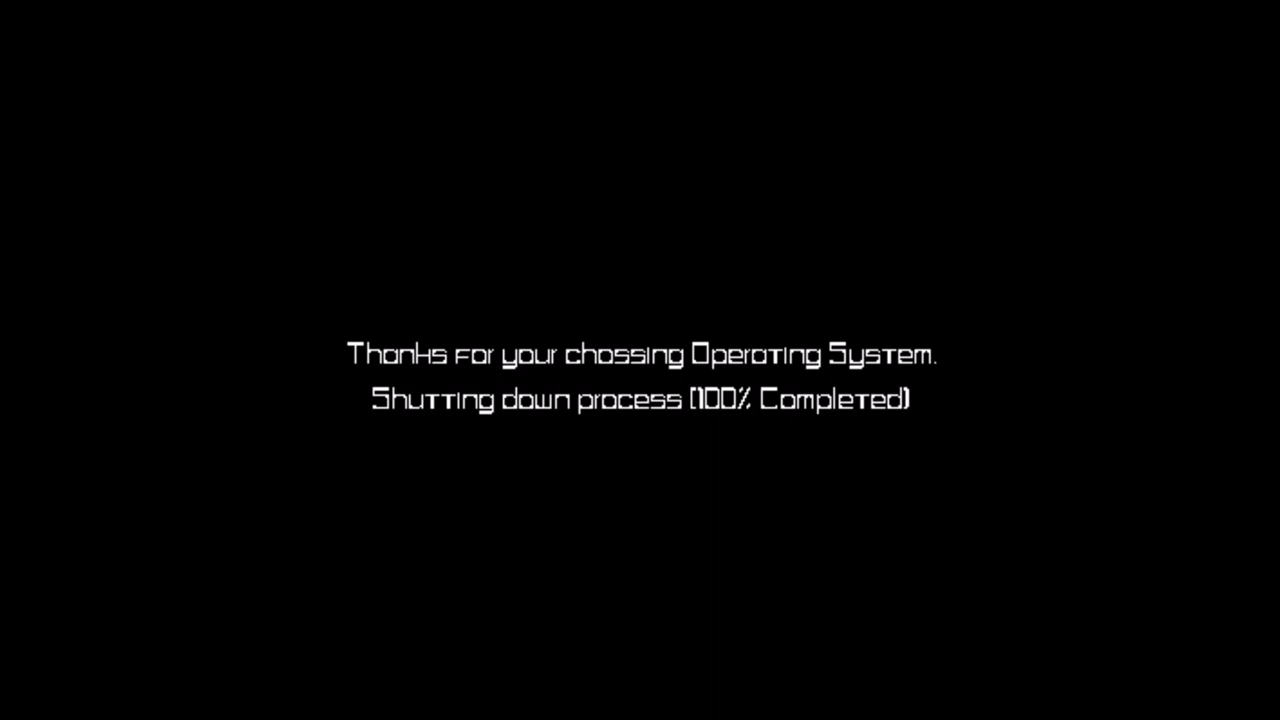 Thanks for your chossing Operating System.
Shutting down process (100% Completed)